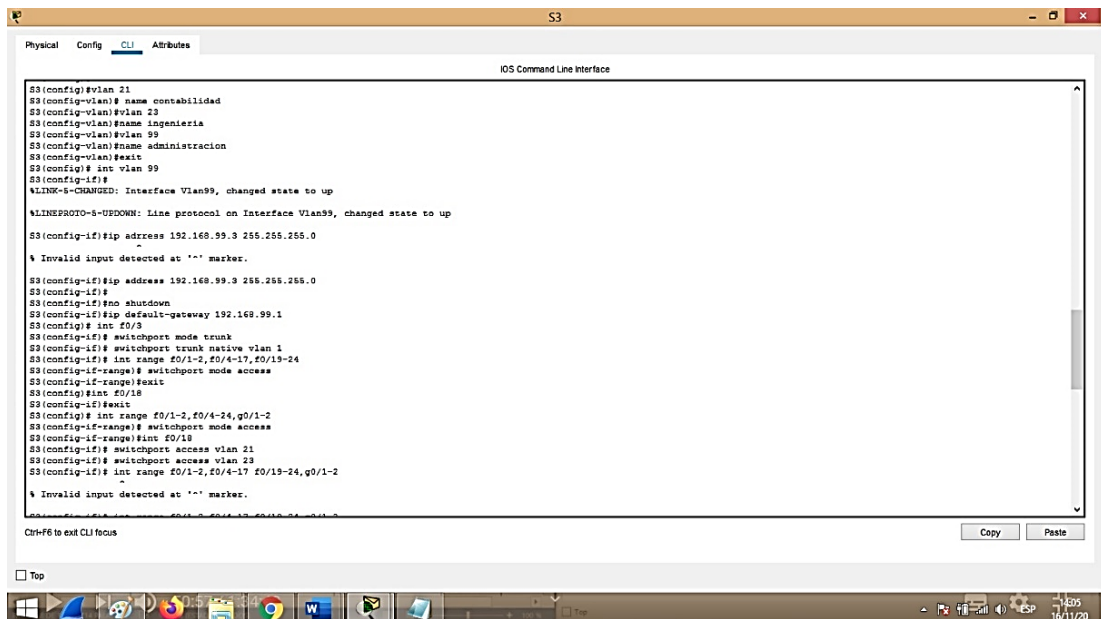 S3
Physical Config CLI Attributes
IOS Command Line Interface
S3(config)#vlan 21
S3(config-vlan)# name contabilidad
S3(config-vlan)#vlan 23
S3(config-vlan)#name ingenieria
S3(config-vlan)#vlan 99
S3(config-vlan)#name administracion
S3(config-vlan)#exit
S3(config)# int vlan 99
S3(config-if)#
%LINK-5-CHANGED: Interface Vlan99, changed state to up
%LINEPROTO-5-UPDOWN: Line protocol on Interface Vlan99, changed state to up
S3(config-if)#ip adrress 192.168.99.3 255.255.255.0
^
% Invalid input detected at '^' marker.
S3(config-if)#ip address 192.168.99.3 255.255.255.0
S3(config-if)#
S3(config-if)#no shutdown
S3(config-if)#ip default-gateway 192.168.99.1
S3(config)# int f0/3
S3(config-if)# switchport mode trunk
S3(config-if)# switchport trunk native vlan 1
S3(config-if)# int range f0/1-2,f0/4-17,f0/19-24
S3(config-if-range)# switchport mode access
S3(config-if-range)#exit
S3(config)#int f0/18
S3(config-if)#exit
S3(config)# int range f0/1-2,f0/4-24,g0/1-2
S3(config-if-range)# switchport mode access
S3(config-if-range)#int f0/18
S3(config-if)# switchport access vlan 21
S3(config-if)# switchport access vlan 23
S3(config-if)# int range f0/1-2,f0/4-17 f0/19-24,g0/1-2
^
% Invalid input detected at '^' marker.
Ctrl+F6 to exit CLI focus
Copy Paste
Top
ESP
14:05
16/11/20